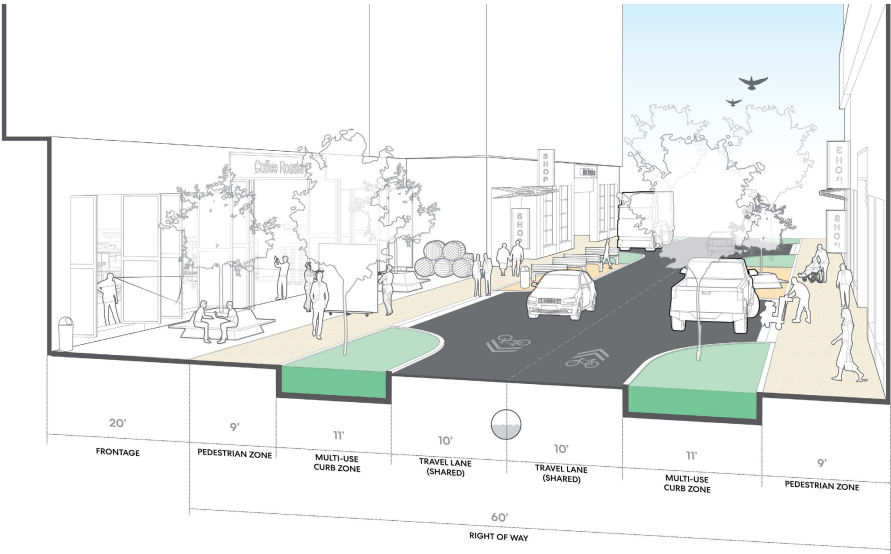 Coffee Roaster
SHOP
SHOP
SHOP
SHOP
20'
9'
11'
10'
10'
11'
9'
FRONTAGE
PEDESTRIAN ZONE
MULTI-USE
CURB ZONE
TRAVEL LANE
(SHARED)
TRAVEL LANE
(SHARED)
MULTI-USE
CURB ZONE
PEDESTRIAN ZONE
60'
RIGHT OF WAY